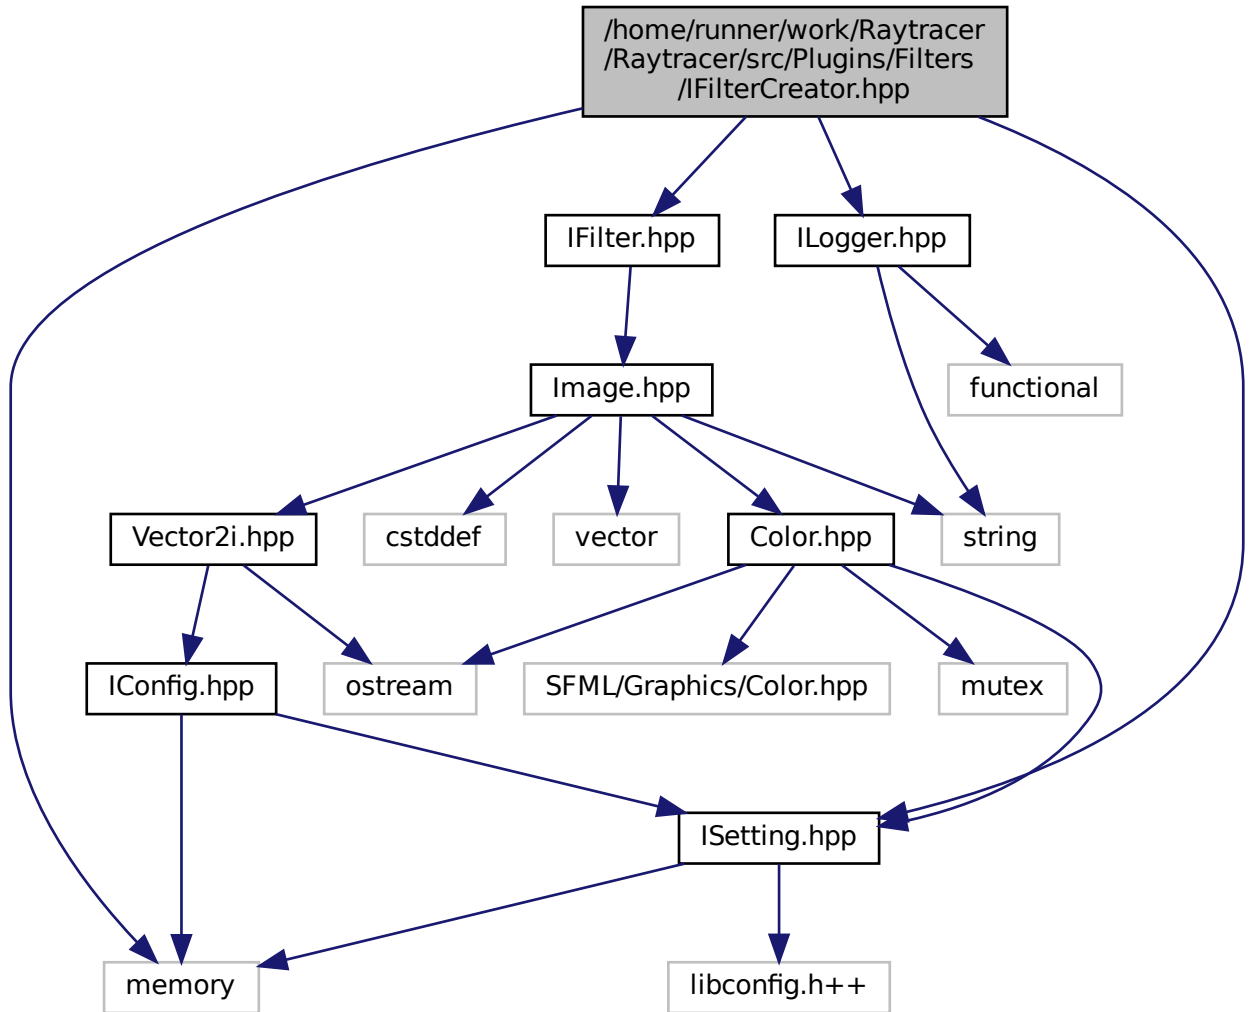 /home/runner/work/Raytracer
/Raytracer/src/Plugins/Filters
/IFilterCreator.hpp
IFilter.hpp
ILogger.hpp
Image.hpp
functional
Vector2i.hpp
cstddef
vector
Color.hpp
string
IConfig.hpp
ostream
SFML/Graphics/Color.hpp
mutex
ISetting.hpp
memory
libconfig.h++